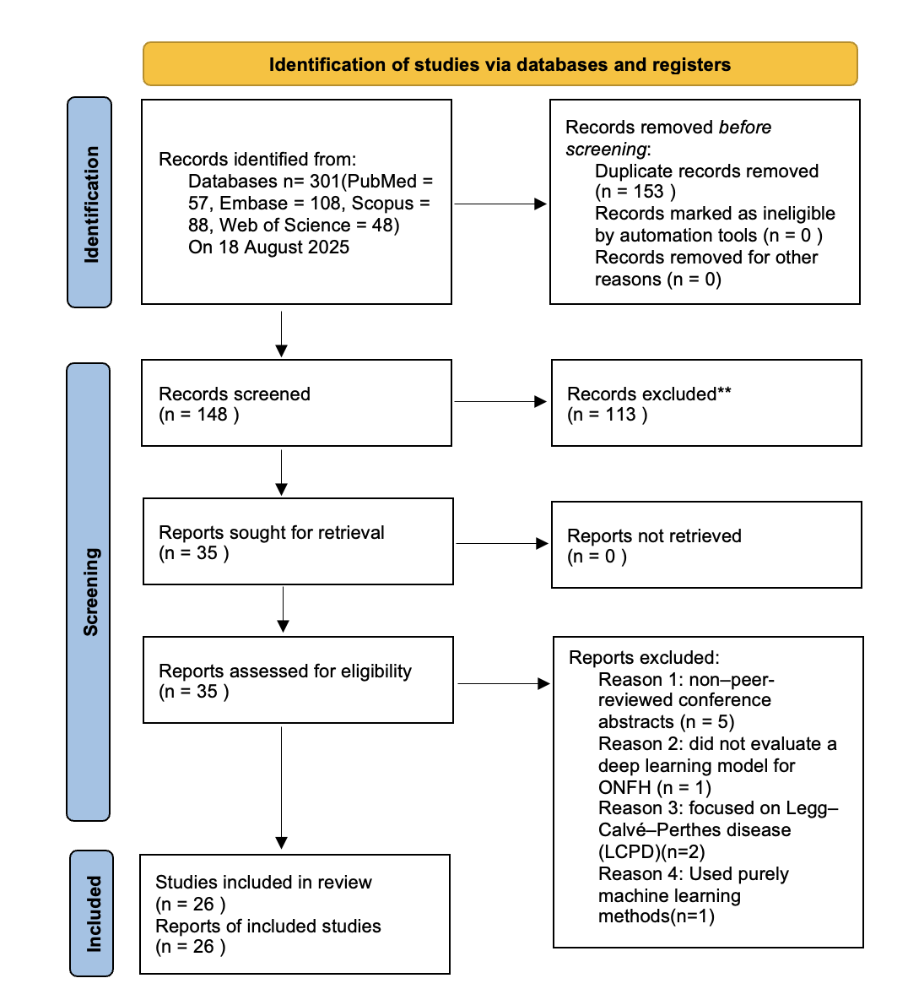 Identification of studies via databases and registers
Identification
Records identified from:
Databases n= 301(PubMed =
57, Embase = 108, Scopus =
88, Web of Science = 48)
On 18 August 2025
Records removed before
screening:
Duplicate records removed
(n = 153 )
Records marked as ineligible
by automation tools (n = 0 )
Records removed for other
reasons (n = 0)
Screening
Records screened
(n = 148 )
Records excluded**
(n = 113 )
Reports sought for retrieval
(n = 35 )
Reports not retrieved
(n = 0 )
Reports assessed for eligibility
(n = 35 )
Reports excluded:
Reason 1: non–peer-
reviewed conference
abstracts (n = 5)
Reason 2: did not evaluate a
deep learning model for
ONFH (n = 1)
Reason 3: focused on Legg–
Calvé–Perthes disease
(LCPD)(n=2)
Reason 4: Used purely
machine learning
methods(n=1)
Included
Studies included in review
(n = 26 )
Reports of included studies
(n = 26 )